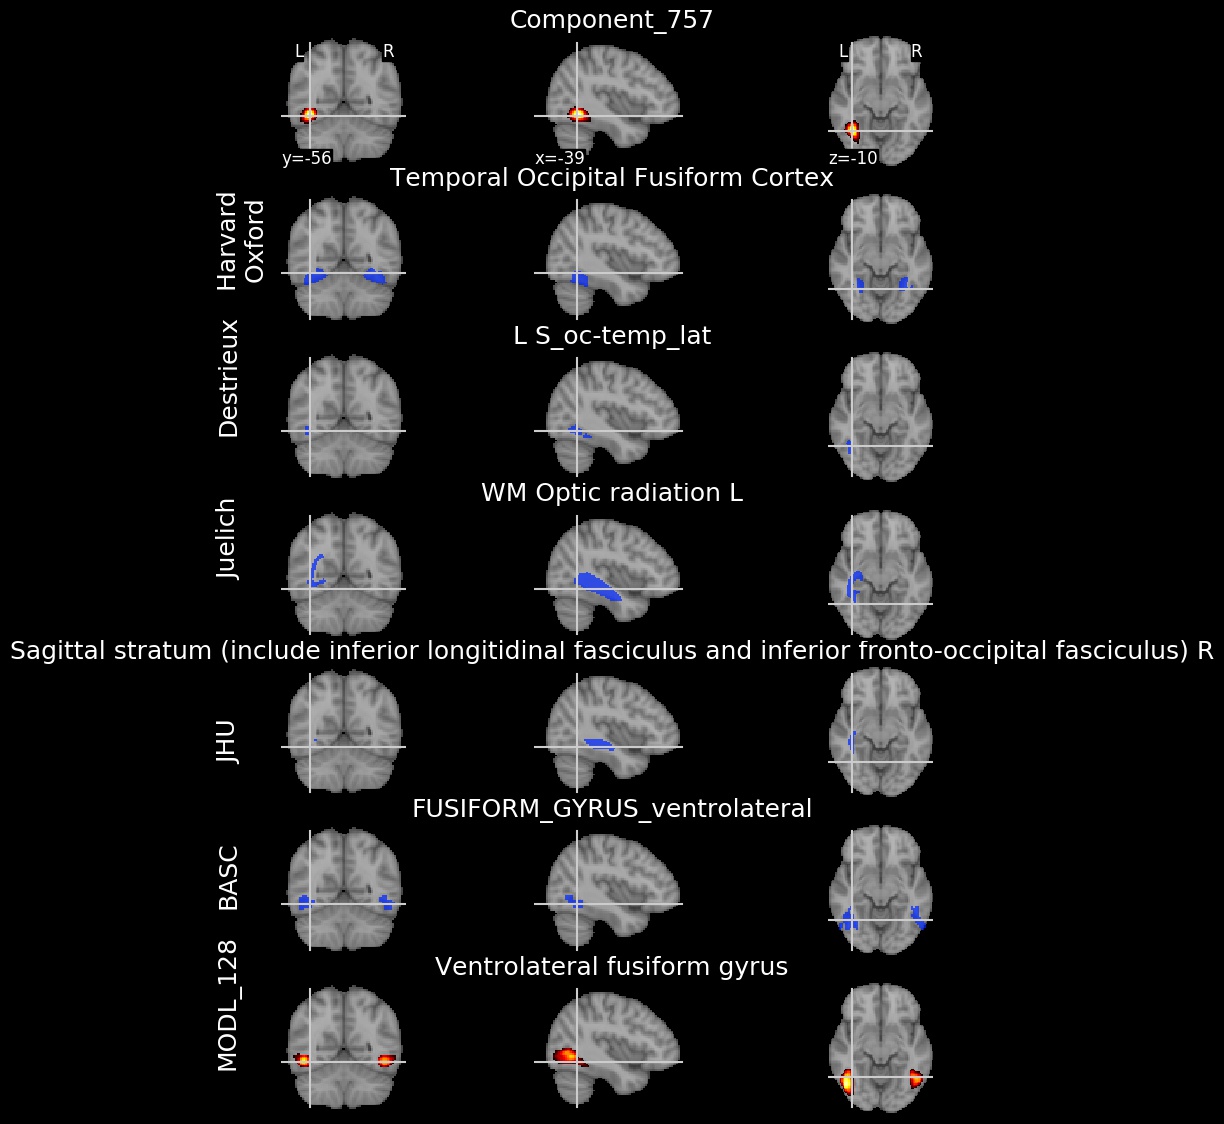 Component_757
L R
L R
y=-56
x=-39
z=-10
Temporal Occipital Fusiform Cortex
Harvard
Oxford
L S_oc-temp_lat
Destrieux
WM Optic radiation L
Juelich
Sagittal stratum (include inferior longitidinal fasciculus and inferior fronto-occipital fasciculus) R
JHU
FUSIFORM_GYRUS_ventrolateral
BASC
Ventrolateral fusiform gyrus
MODL_128